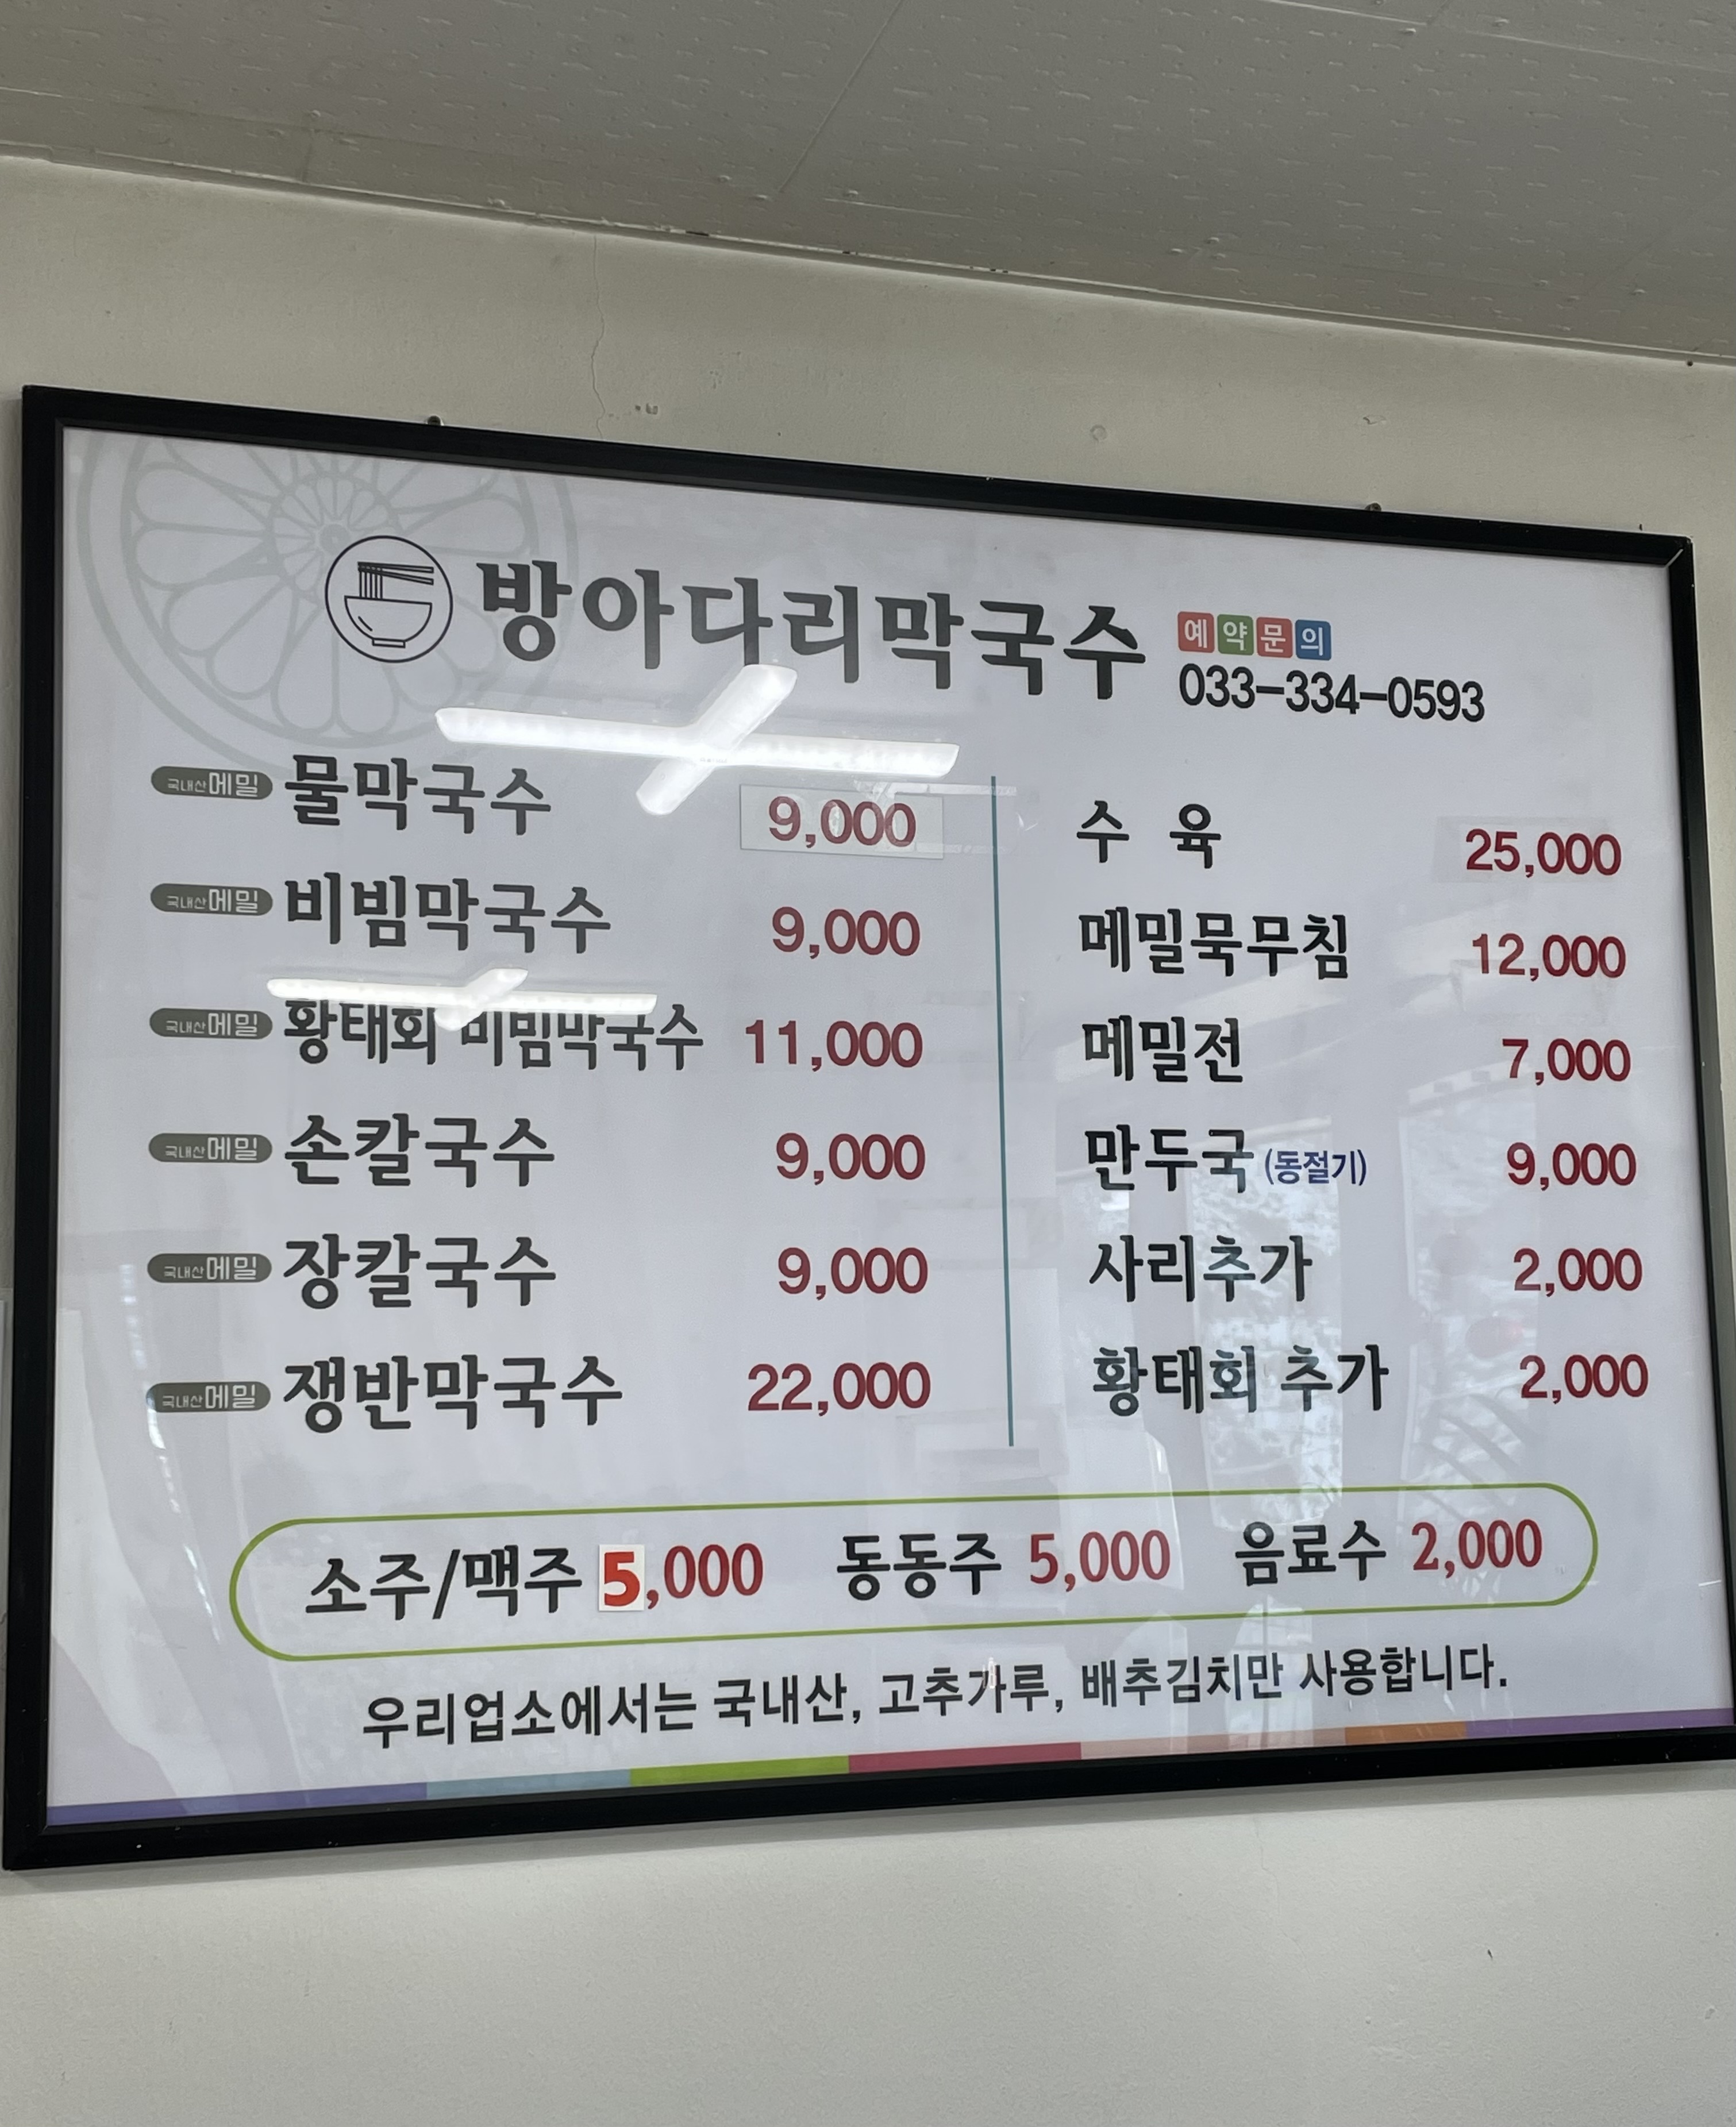 방아다리막국수
예약문의
033-334-0593
국내산메밀 물막국수 9,000
국내산메밀 비빔막국수 9,000
국내산메밀 황태회 비빔막국수 11,000
국내산메밀 손칼국수 9,000
국내산메밀 장칼국수 9,000
국내산메밀 쟁반막국수 22,000
수 육 25,000
메밀묵무침 12,000
메밀전 7,000
만두국(동절기) 9,000
사리추가 2,000
황태회 추가 2,000
소주/맥주 5,000 동동주 5,000 음료수 2,000
우리업소에서는 국내산, 고추가루, 배추김치만 사용합니다.